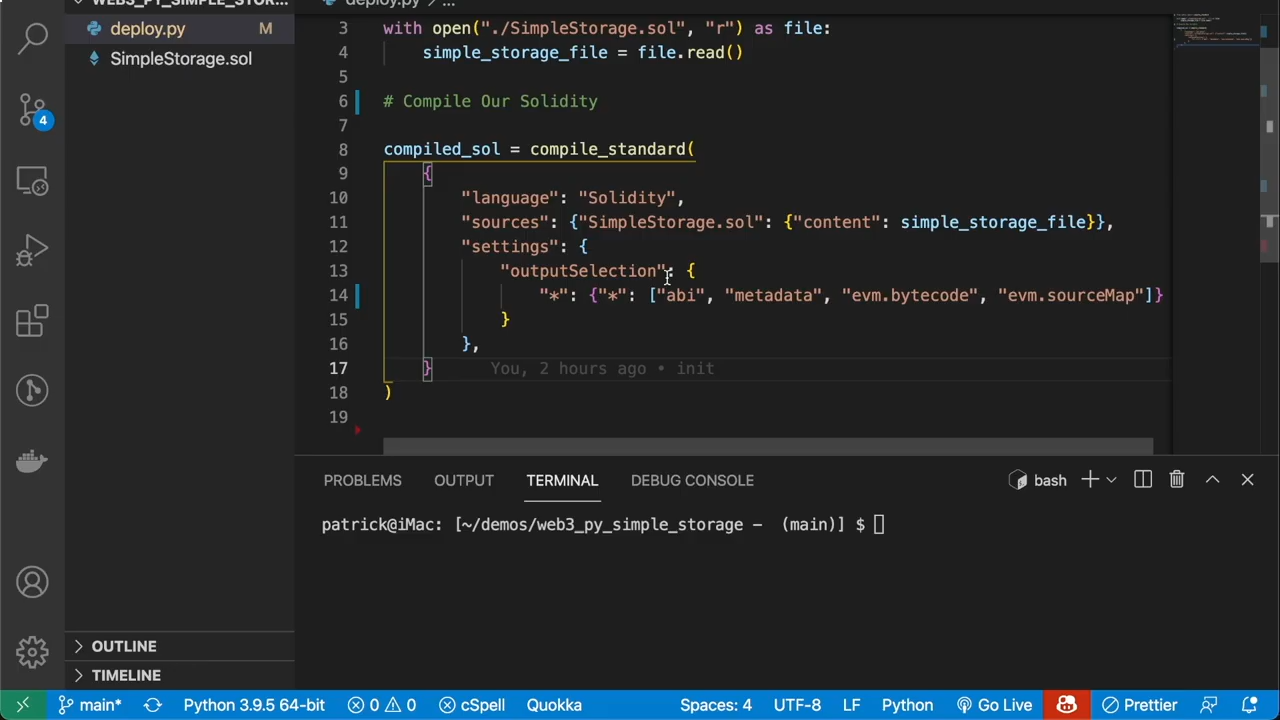 WEB3_PY_SIMPLE_STOR...
deploy.py M
SimpleStorage.sol
OUTLINE
TIMELINE
4
deploy.py > ...
3 with open("./SimpleStorage.sol", "r") as file:
4 simple_storage_file = file.read()
5
6 # Compile Our Solidity
7
8 compiled_sol = compile_standard(
9 {
10 "language": "Solidity",
11 "sources": {"SimpleStorage.sol": {"content": simple_storage_file}},
12 "settings": {
13 "outputSelection": {
14 "*": {"*": ["abi", "metadata", "evm.bytecode", "evm.sourceMap"]}
15 }
16 },
17 } You, 2 hours ago • init
18 )
19
PROBLEMS OUTPUT TERMINAL DEBUG CONSOLE bash
patrick@iMac: [~/demos/web3_py_simple_storage - (main)] $
main* Python 3.9.5 64-bit 0 0 cSpell Quokka Spaces: 4 UTF-8 LF Python Go Live Prettier